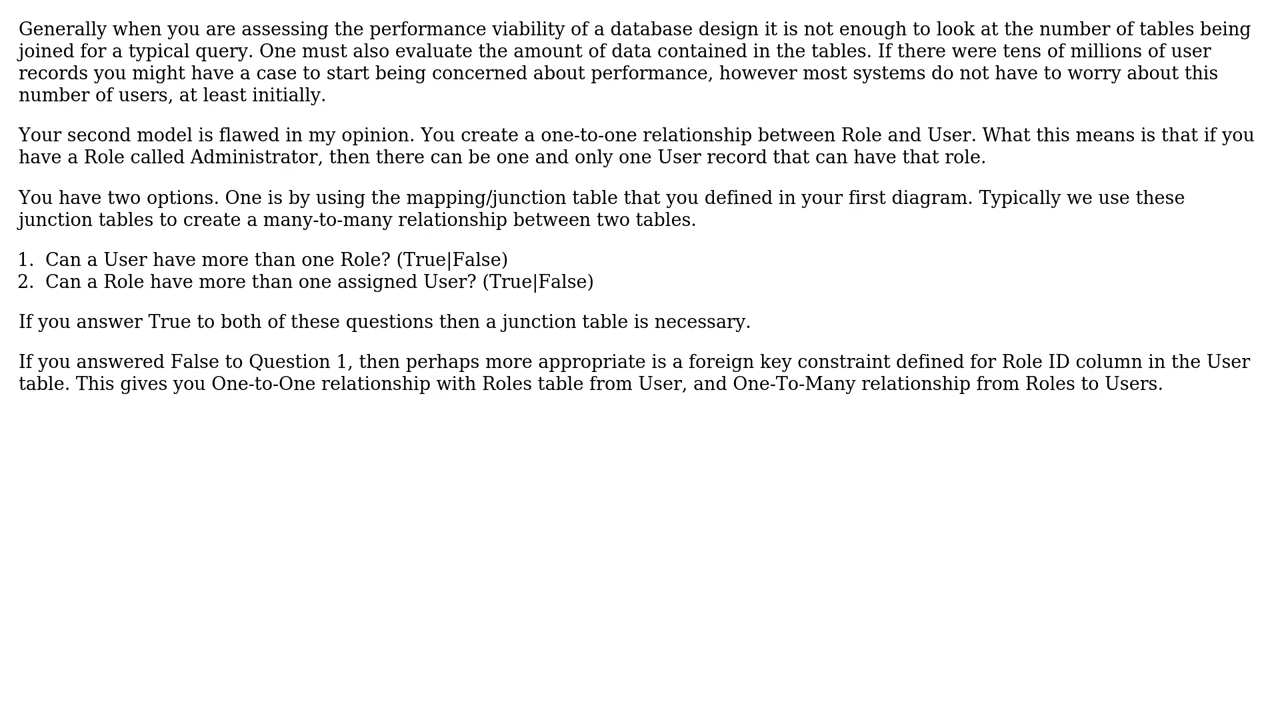 Generally when you are assessing the performance viability of a database design it is not enough to look at the number of tables being
joined for a typical query. One must also evaluate the amount of data contained in the tables. If there were tens of millions of user
records you might have a case to start being concerned about performance, however most systems do not have to worry about this
number of users, at least initially.
Your second model is flawed in my opinion. You create a one-to-one relationship between Role and User. What this means is that if you
have a Role called Administrator, then there can be one and only one User record that can have that role.
You have two options. One is by using the mapping/junction table that you defined in your first diagram. Typically we use these
junction tables to create a many-to-many relationship between two tables.
1. Can a User have more than one Role? (True|False)
2. Can a Role have more than one assigned User? (True|False)
If you answer True to both of these questions then a junction table is necessary.
If you answered False to Question 1, then perhaps more appropriate is a foreign key constraint defined for Role ID column in the User
table. This gives you One-to-One relationship with Roles table from User, and One-To-Many relationship from Roles to Users.